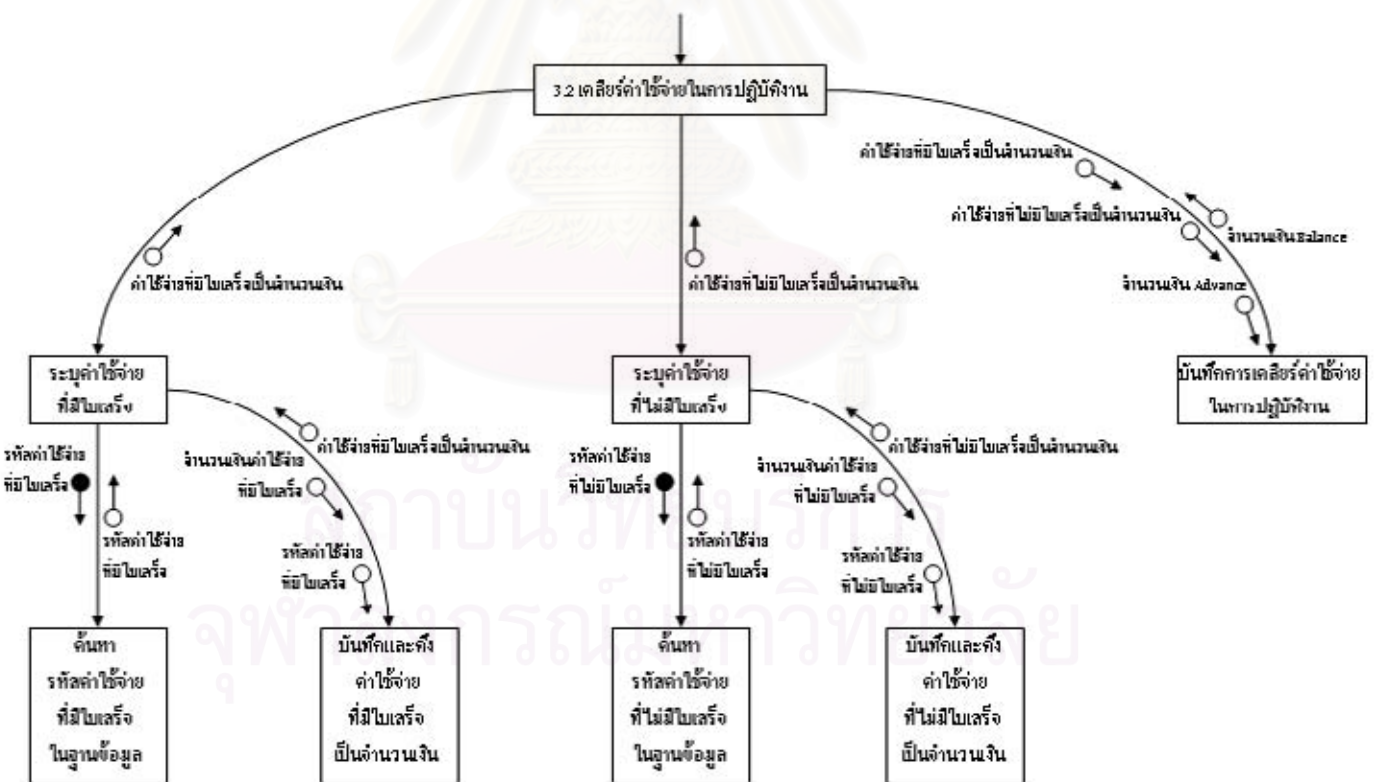 3.2 เคลียร์ค่าใช้จ่ายในการปฏิบัติงาน
ค่าใช้จ่ายที่มีใบเสร็จเป็นจำนวนเงิน
ค่าใช้จ่ายที่ไม่มีใบเสร็จเป็นจำนวนเงิน
จำนวนเงิน Balance
ค่าใช้จ่ายที่มีใบเสร็จเป็นจำนวนเงิน
ค่าใช้จ่ายที่ไม่มีใบเสร็จเป็นจำนวนเงิน
จำนวนเงิน Advance
ระบุค่าใช้จ่าย
ที่มีใบเสร็จ
ระบุค่าใช้จ่าย
ที่ไม่มีใบเสร็จ
บันทึกการเคลียร์ค่าใช้จ่าย
ในการปฏิบัติงาน
รหัสค่าใช้จ่าย
ที่มีใบเสร็จ
รหัสค่าใช้จ่าย
ที่มีใบเสร็จ
จำนวนเงินค่าใช้จ่าย
ที่มีใบเสร็จ
ค่าใช้จ่ายที่มีใบเสร็จเป็นจำนวนเงิน
รหัสค่าใช้จ่าย
ที่มีใบเสร็จ
รหัสค่าใช้จ่าย
ที่ไม่มีใบเสร็จ
รหัสค่าใช้จ่าย
ที่ไม่มีใบเสร็จ
จำนวนเงินค่าใช้จ่าย
ที่ไม่มีใบเสร็จ
ค่าใช้จ่ายที่ไม่มีใบเสร็จเป็นจำนวนเงิน
รหัสค่าใช้จ่าย
ที่ไม่มีใบเสร็จ
ค้นหา
รหัสค่าใช้จ่าย
ที่มีใบเสร็จ
ในฐานข้อมูล
บันทึกและดึง
ค่าใช้จ่าย
ที่มีใบเสร็จ
เป็นจำนวนเงิน
ค้นหา
รหัสค่าใช้จ่าย
ที่ไม่มีใบเสร็จ
ในฐานข้อมูล
บันทึกและดึง
ค่าใช้จ่าย
ที่ไม่มีใบเสร็จ
เป็นจำนวนเงิน
สถาบันวิทยบริการ
จุฬาลงกรณ์มหาวิทยาลัย